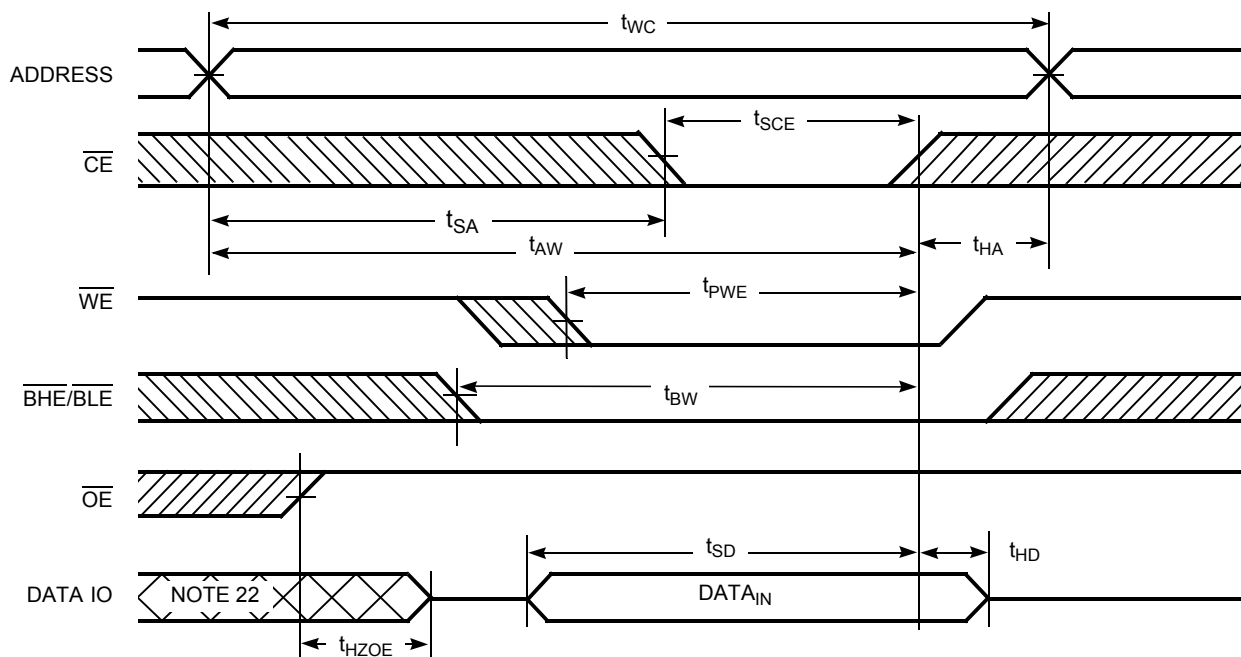 tWC
ADDRESS
tSCE
CE
tSA
tAW
tHA
WE
tPWE
BHE/BLE
tBW
OE
tSD
tHD
DATA IO
NOTE 22
DATAIN
tHZOE